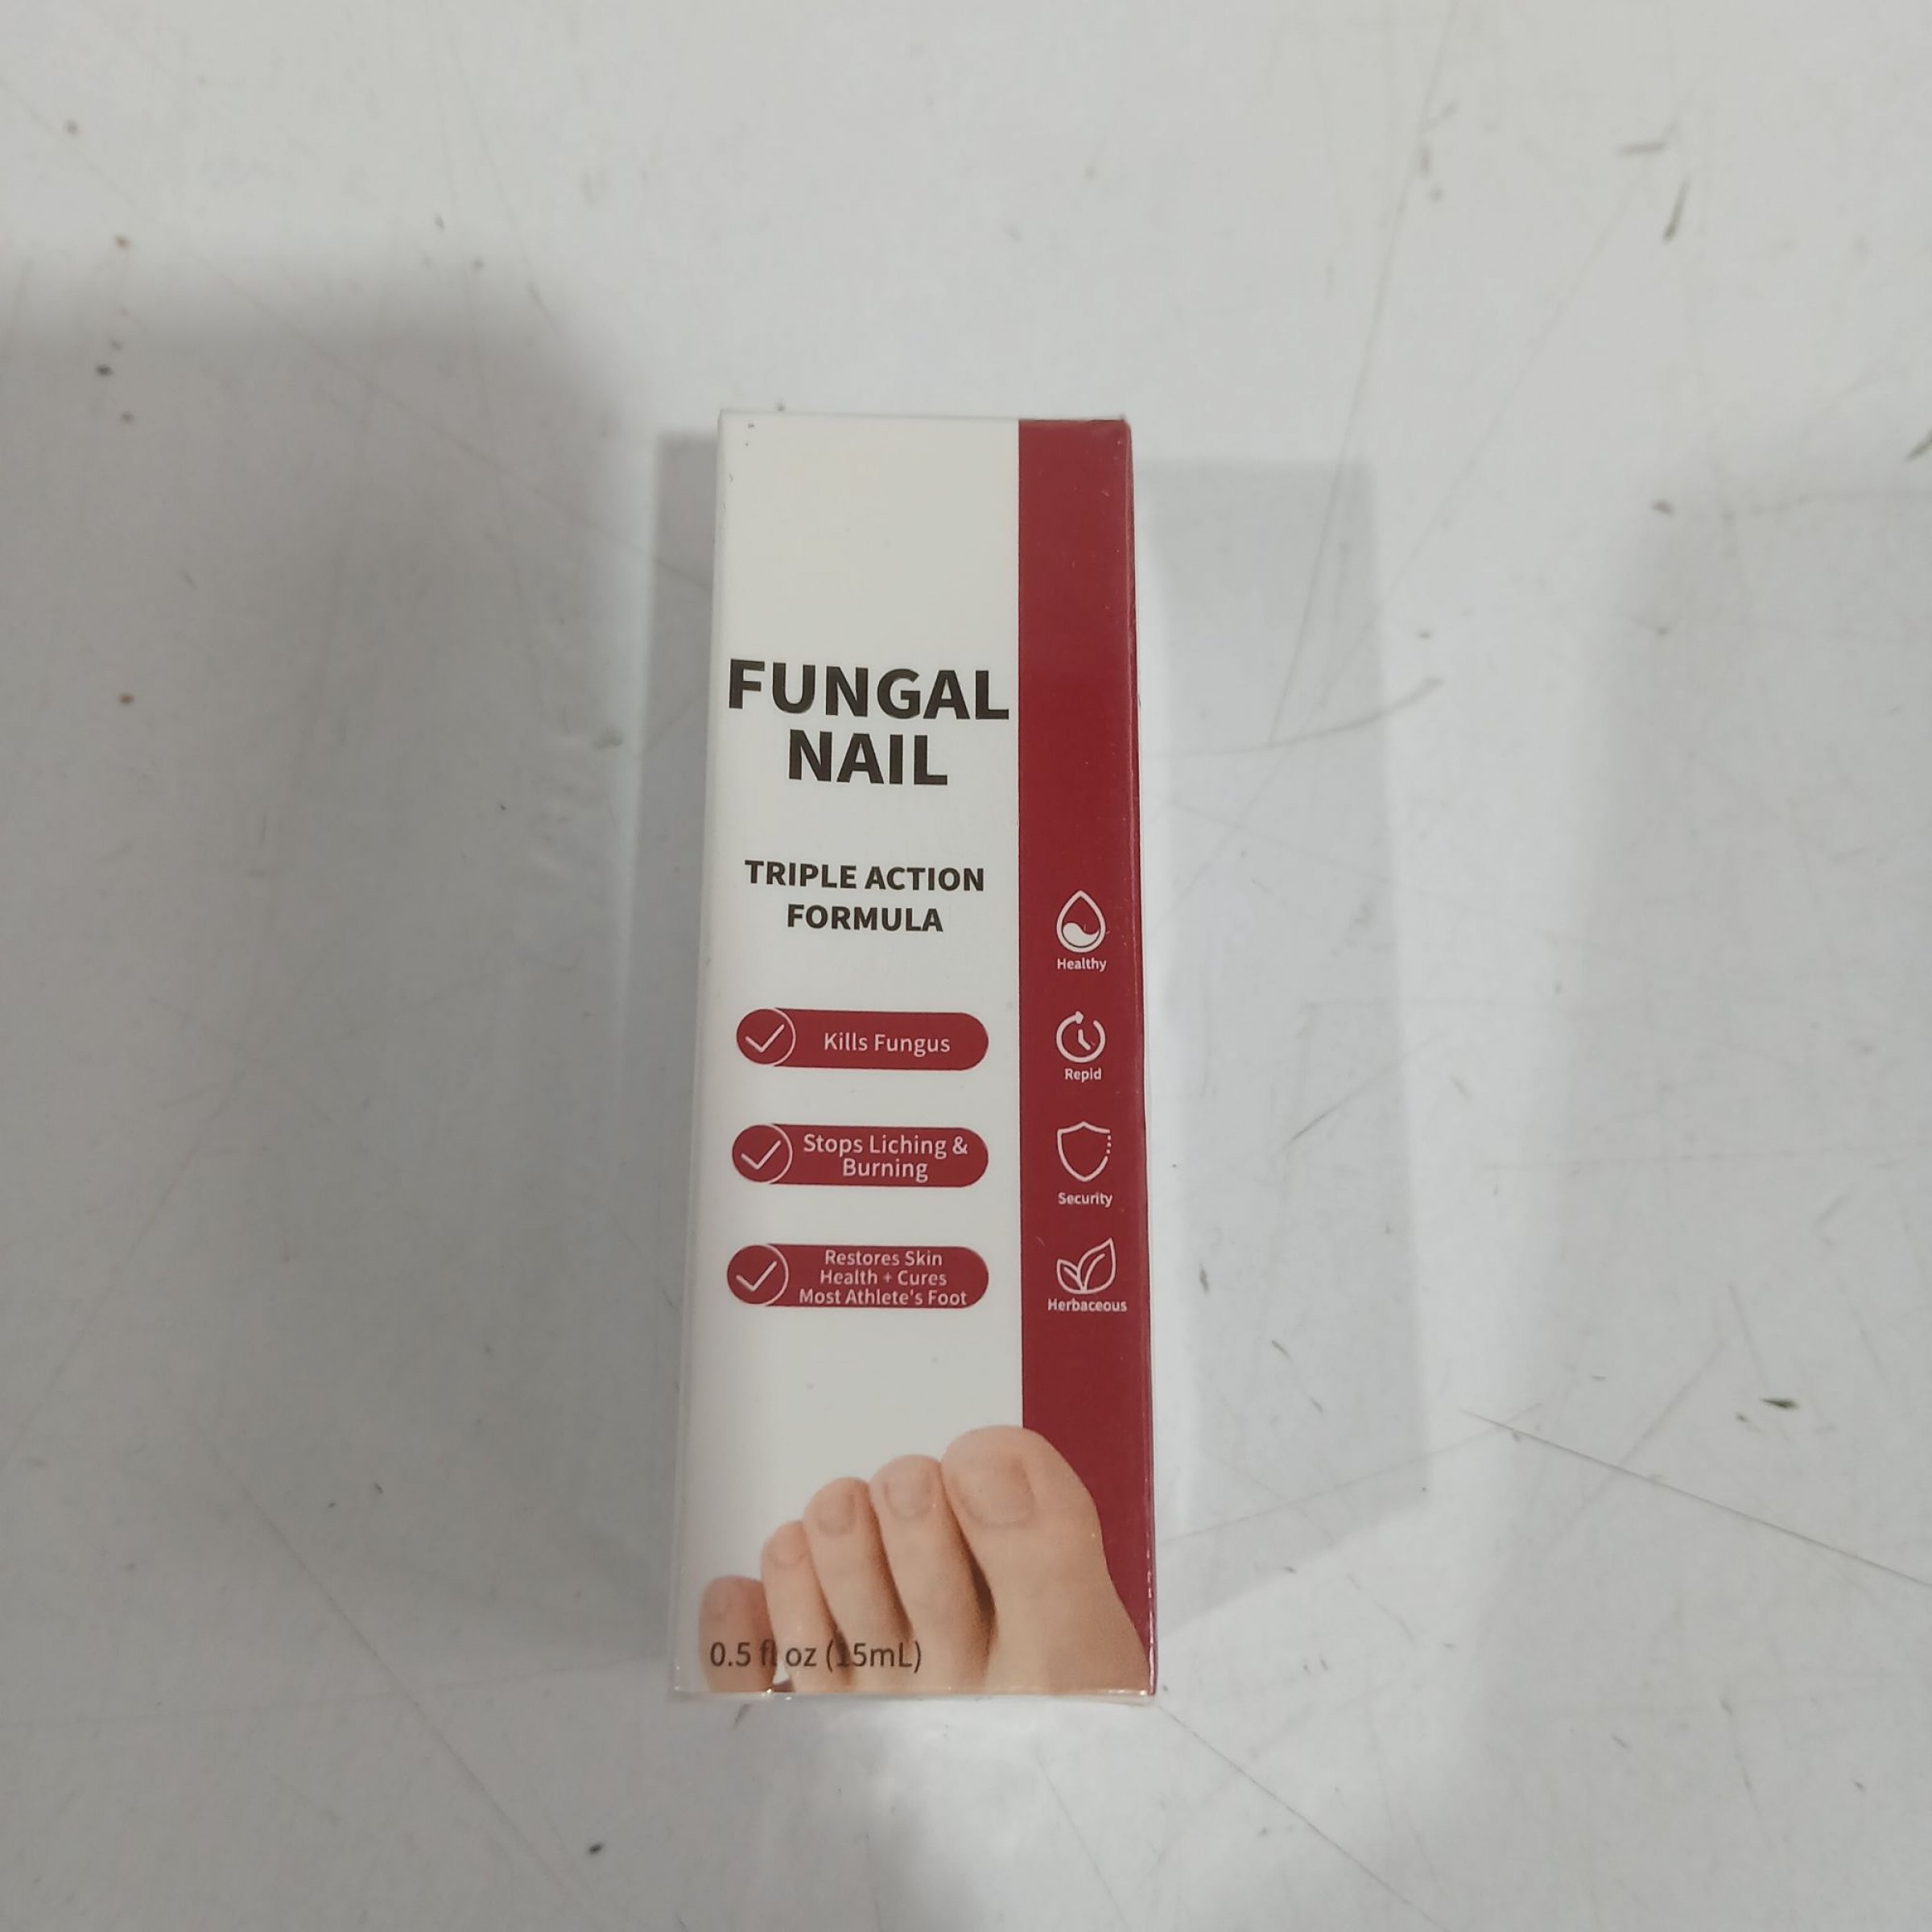 FUNGAL
NAIL
TRIPLE ACTION
FORMULA
Kills Fungus
Stops Liching &
Burning
Restores Skin
Health + Cures
Most Athlete's Foot
0.5 fl oz (15mL)
Healthy
Repid
Security
Herbaceous